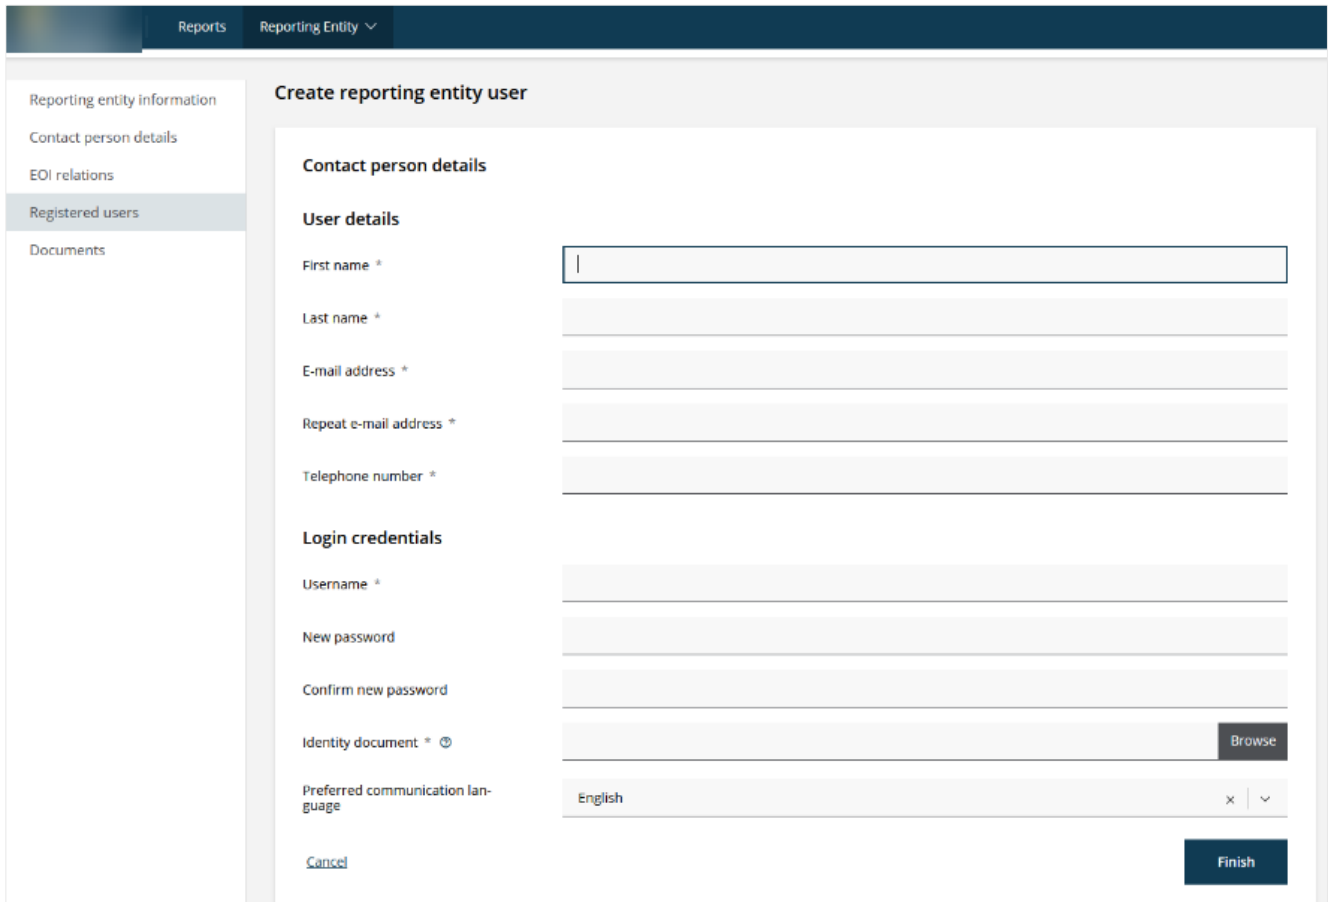 Reports
Reporting Entity
Reporting entity information
Contact person details
EOI relations
Registered users
Documents
Create reporting entity user
Contact person details
User details
First name *
Last name *
E-mail address *
Repeat e-mail address *
Telephone number *
Login credentials
Username *
New password
Confirm new password
Identity document * ?
Browse
Preferred communication lan-
guage
English
Cancel
Finish